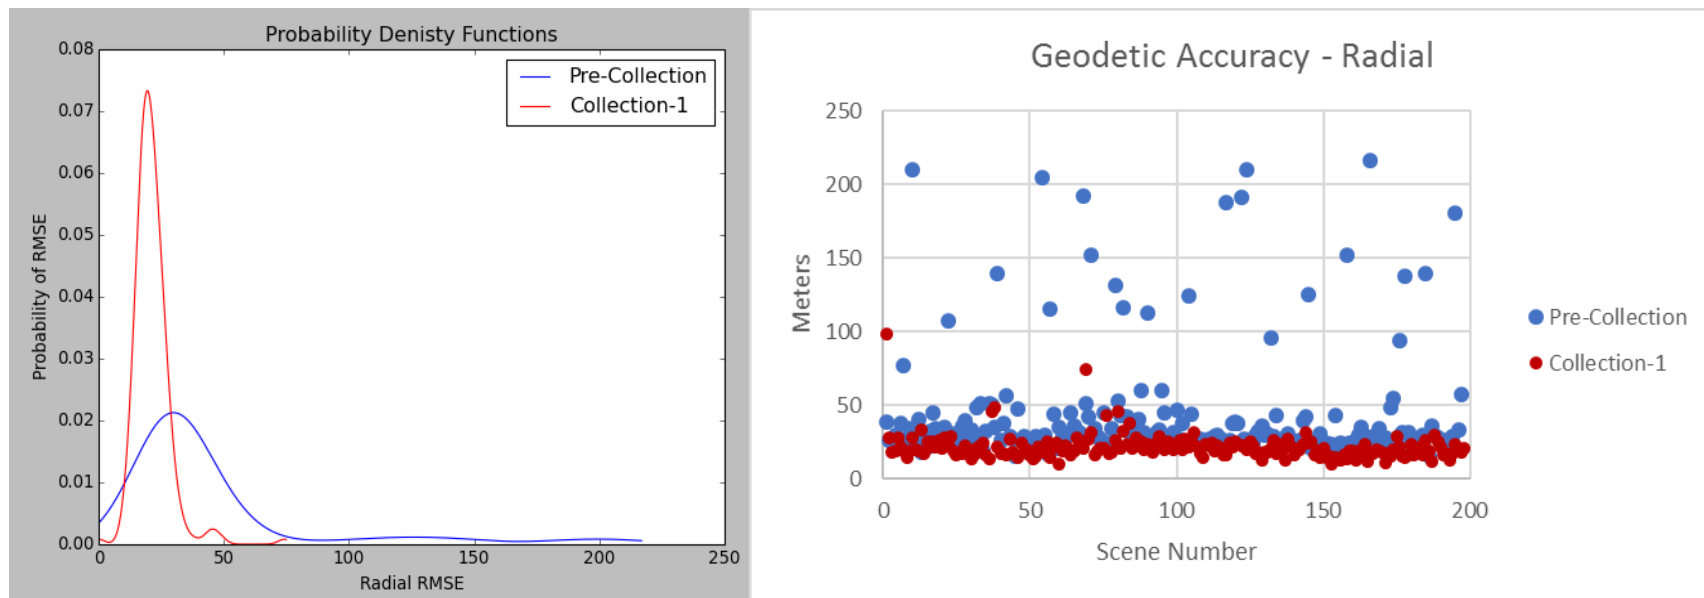 Probability Denisty Functions
0.08
0.07
0.06
0.05
0.04
0.03
0.02
0.01
0.00
Probability of RMSE
Pre-Collection
Collection-1
0
50
100
150
200
250
Radial RMSE
Geodetic Accuracy - Radial
250
200
150
100
50
0
Meters
0
50
100
150
200
Scene Number
Pre-Collection
Collection-1